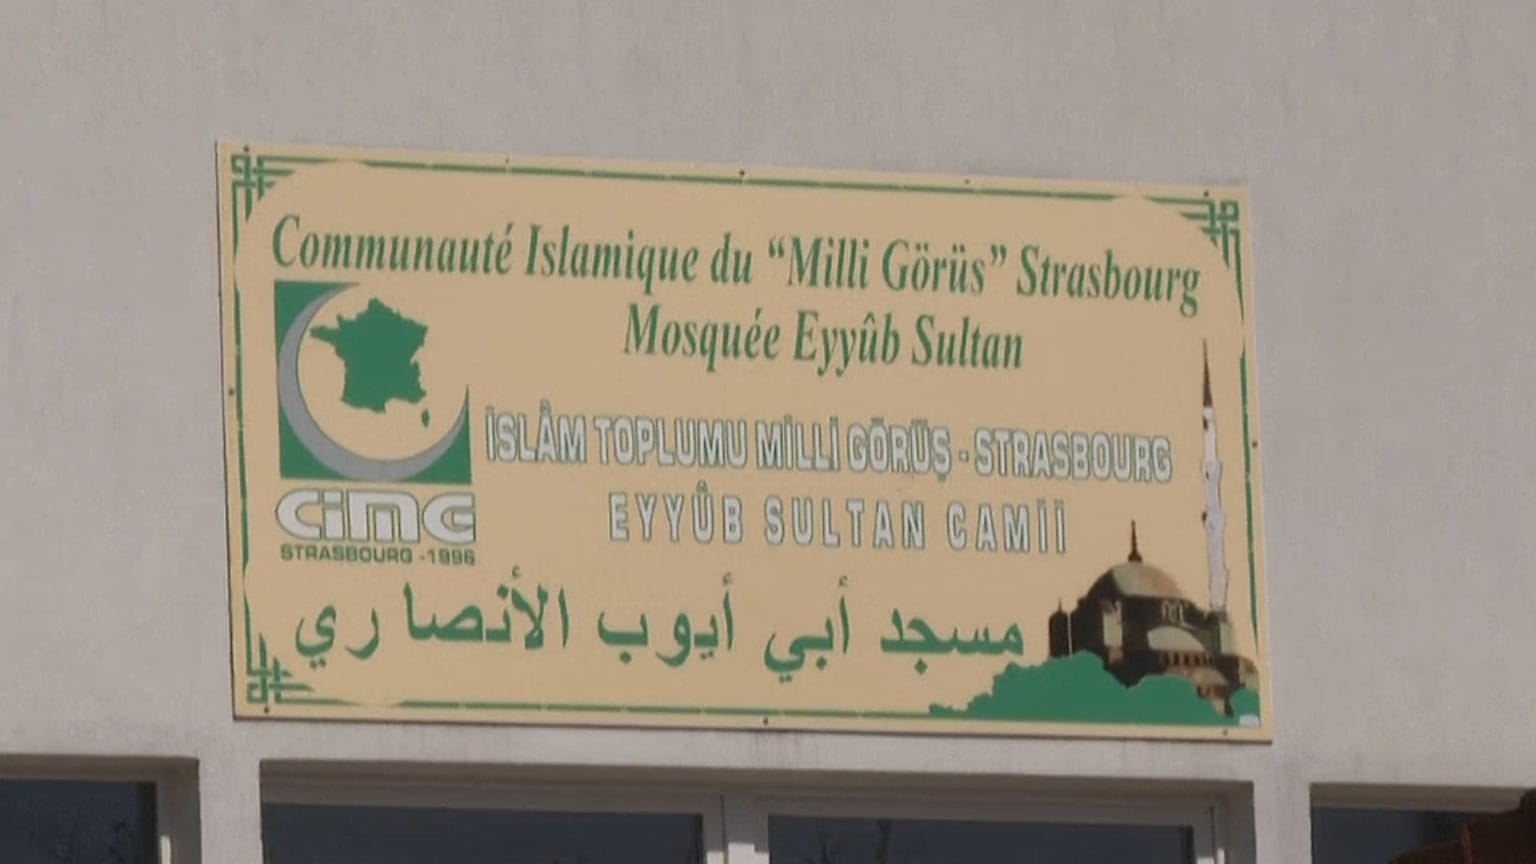 Communauté Islamique du “Milli Görüs” Strasbourg
Mosquée Eyyûb Sultan
İSLÂM TOPLUMU MİLLİ GÖRÜŞ - STRASBOURG
EYYÛB SULTAN CAMİİ
CIMG
STRASBOURG - 1996
مسجد أبي أيوب الأنصاري